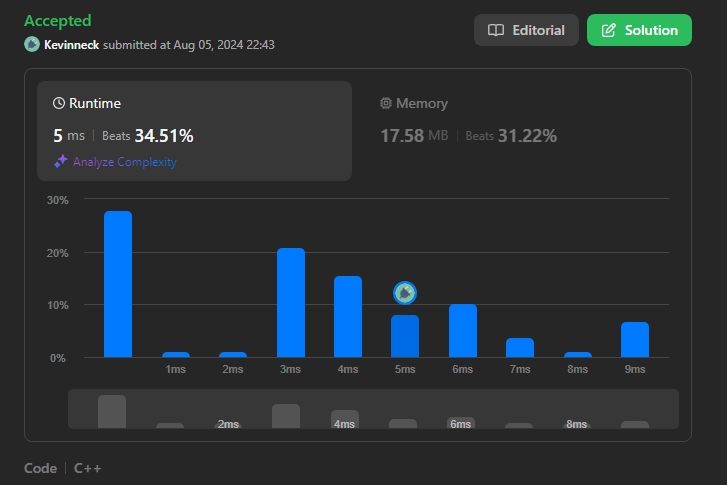 Accepted
Kevinneck submitted at Aug 05, 2024 22:43
Editorial
Solution
Runtime
5 ms | Beats 34.51%
Analyze Complexity
Memory
17.58 MB | Beats 31.22%
30%
20%
10%
0%
1ms 2ms 3ms 4ms 5ms 6ms 7ms 8ms 9ms
2ms 4ms 6ms 8ms
Code | C++